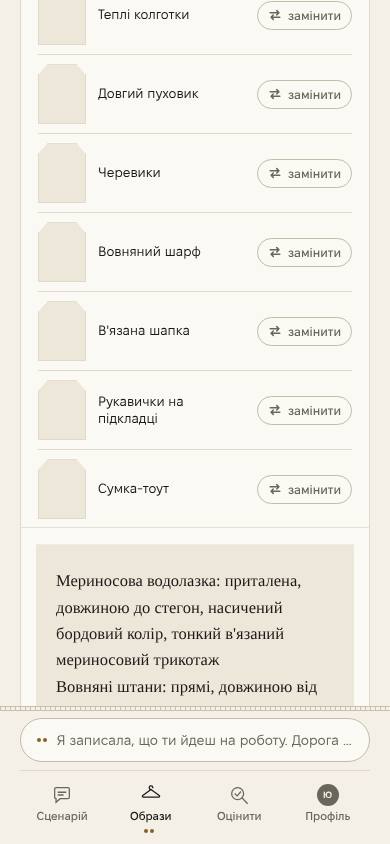 Теплі колготки
замінити
Довгий пуховик
замінити
Черевики
замінити
Вовняний шарф
замінити
В'язана шапка
замінити
Рукавички на
підкладці
замінити
Сумка-тоут
замінити
Мериносова водолазка: приталена,
довжиною до стегон, насичений
бордовий колір, тонкий в'язаний
мериносовий трикотаж
Вовняні штани: прямі, довжиною від
Я записала, що ти йдеш на роботу. Дорога ...
Сценарій
Образи
Оцінити
Ю
Профіль